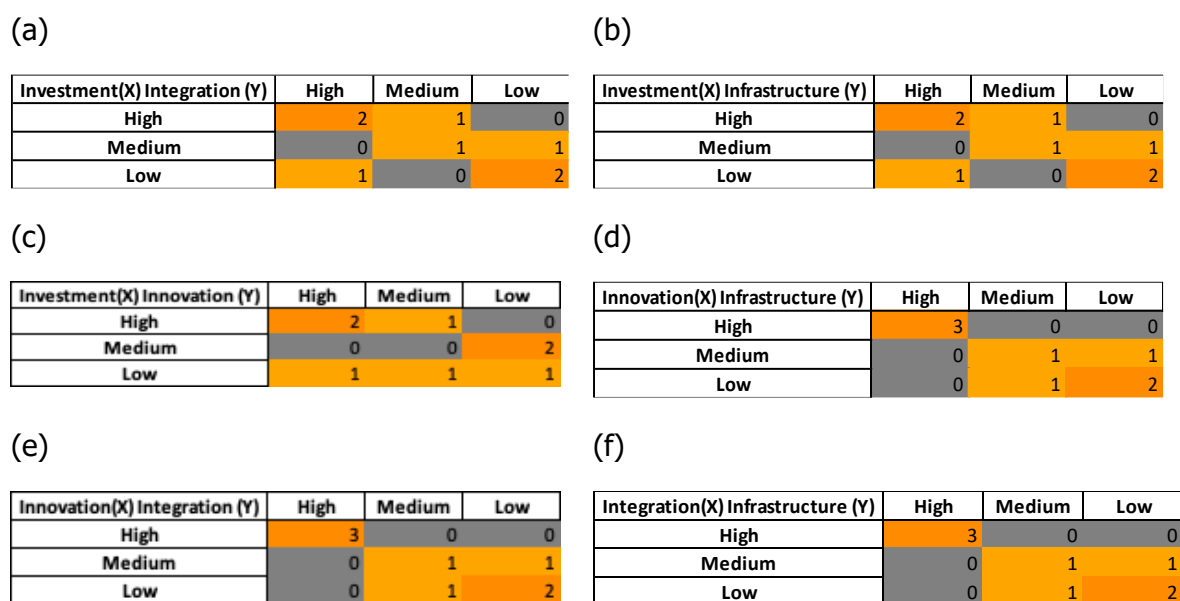 (a)
Investment(X) Integration (Y) High Medium Low
High 2 1 0
Medium 0 1 1
Low 1 0 2
(b)
Investment(X) Infrastructure (Y) High Medium Low
High 2 1 0
Medium 0 1 1
Low 1 0 2
(c)
Investment(X) Innovation (Y) High Medium Low
High 2 1 0
Medium 0 0 2
Low 1 1 1
(d)
Innovation(X) Infrastructure (Y) High Medium Low
High 3 0 0
Medium 0 1 1
Low 0 1 2
(e)
Innovation(X) Integration (Y) High Medium Low
High 3 0 0
Medium 0 1 1
Low 0 1 2
(f)
Integration(X) Infrastructure (Y) High Medium Low
High 3 0 0
Medium 0 1 1
Low 0 1 2